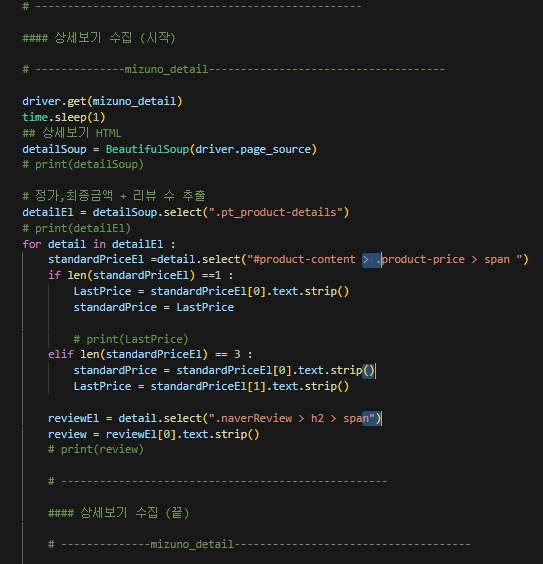 # ---------------------------------------------------
#### 상세보기 수집 (시작)
# --------------mizuno_detail-------------------------------------
driver.get(mizuno_detail)
time.sleep(1)
## 상세보기 HTML
detailSoup = BeautifulSoup(driver.page_source)
# print(detailSoup)
# 정가,최종금액 + 리뷰 수 추출
detailEl = detailSoup.select(".pt_product-details")
# print(detailEl)
for detail in detailEl :
standardPriceEl =detail.select("#product-content > .product-price > span ")
if len(standardPriceEl) ==1 :
LastPrice = standardPriceEl[0].text.strip()
standardPrice = LastPrice
# print(LastPrice)
elif len(standardPriceEl) == 3 :
standardPrice = standardPriceEl[0].text.strip()
LastPrice = standardPriceEl[1].text.strip()
reviewEl = detail.select(".naverReview > h2 > span")
review = reviewEl[0].text.strip()
# print(review)
# ---------------------------------------------------
#### 상세보기 수집 (끝)
# --------------mizuno_detail-------------------------------------